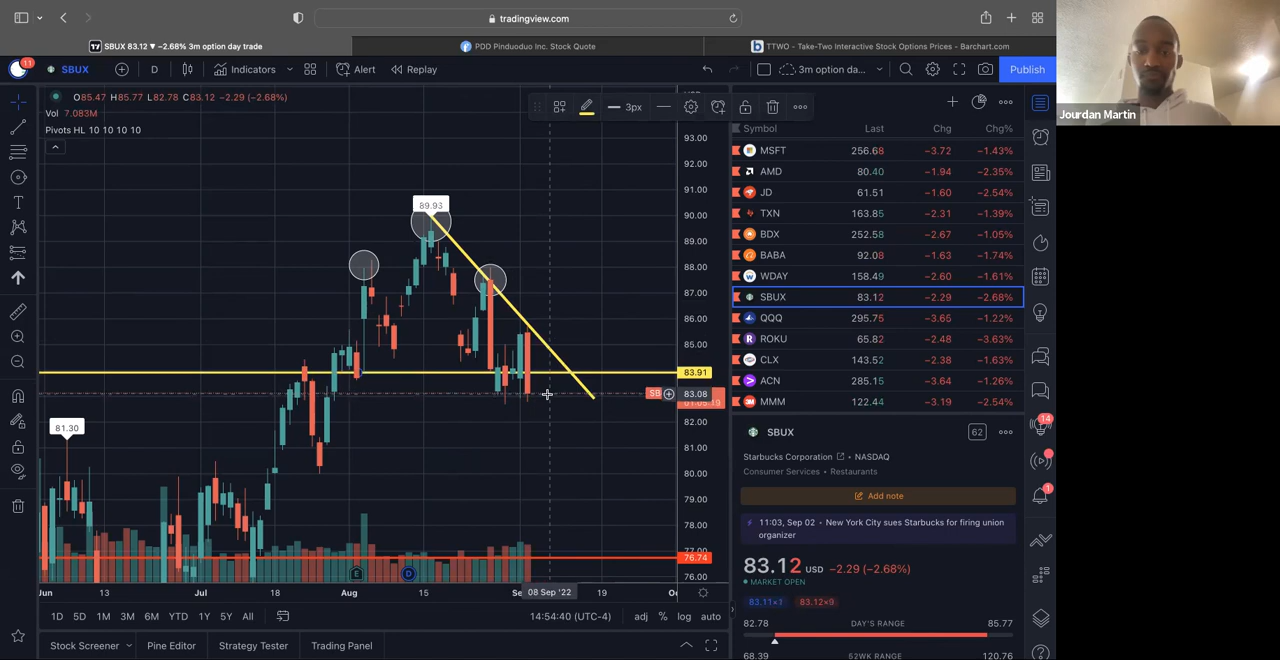 tradingview.com
SBUX 83.12 ▼ −2.68% 3m option day trade
PDD Pinduoduo Inc. Stock Quote
TTWO - Take-Two Interactive Stock Options Prices - Barchart.com
Jourdan Martin
11
SBUX
D
Indicators
Alert
Replay
3m option da...
Publish
O85.47 H85.77 L82.78 C83.12 −2.29 (−2.68%)
Vol 7.083M
Pivots HL 10 10 10 10
3px
93.00
92.00
91.00
90.00
89.00
88.00
87.00
86.00
85.00
83.91
83.08
82.00
81.00
80.00
79.00
78.00
77.00
76.74
76.00
89.93
81.30
SB
E
D
Jun
13
Jul
18
Aug
15
Se
08 Sep '22
19
Oc
1D
5D
1M
3M
6M
YTD
1Y
5Y
All
14:54:40 (UTC-4)
adj
%
log
auto
Stock Screener
Pine Editor
Strategy Tester
Trading Panel
Symbol Last Chg Chg%
MSFT 256.68 −3.72 −1.43%
AMD 80.40 −1.94 −2.35%
JD 61.51 −1.60 −2.54%
TXN 163.85 −2.31 −1.39%
BDX 252.58 −2.67 −1.05%
BABA 92.08 −1.63 −1.74%
WDAY 158.49 −2.60 −1.61%
SBUX 83.12 −2.29 −2.68%
QQQ 295.75 −3.65 −1.22%
ROKU 65.82 −2.48 −3.63%
CLX 143.52 −2.38 −1.63%
ACN 285.15 −3.64 −1.26%
MMM 122.44 −3.19 −2.54%
SBUX
62
Starbucks Corporation • NASDAQ
Consumer Services • Restaurants
Add note
11:03, Sep 02 • New York City sues Starbucks for firing union
organizer
83.12 USD −2.29 (−2.68%)
MARKET OPEN
83.11×1
83.12×9
82.78 DAY'S RANGE 85.77
68.39 52WK RANGE 120.76
14
1